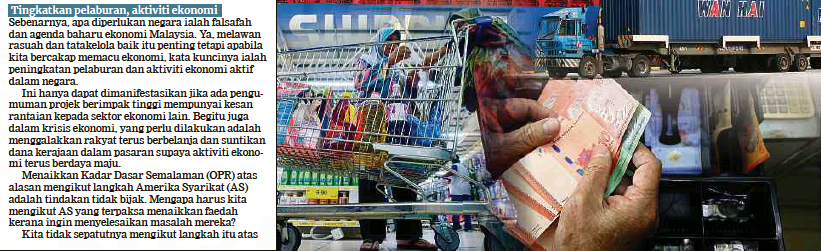 Tingkatkan pelaburan, aktiviti ekonomi
Sebenarnya, apa diperlukan negara ialah falsafah
dan agenda baharu ekonomi Malaysia. Ya, melawan
rasuah dan tatakelola baik itu penting tetapi apabila
kita bercakap memacu ekonomi, kata kuncinya ialah
peningkatan pelaburan dan aktiviti ekonomi aktif
dalam negara.
Ini hanya dapat dimanifestasikan jika ada pengu-
muman projek berimpak tinggi mempunyai kesan
rantaian kepada sektor ekonomi lain. Begitu juga
dalam krisis ekonomi, yang perlu dilakukan adalah
menggalakkan rakyat terus berbelanja dan suntikan
dana kerajaan dalam pasaran supaya aktiviti ekono-
mi terus berdaya maju.
Menaikkan Kadar Dasar Semalaman (OPR) atas
alasan mengikut langkah Amerika Syarikat (AS)
adalah tindakan tidak bijak. Mengapa harus kita
mengikut AS yang terpaksa menaikkan faedah
kerana ingin menyelesaikan masalah mereka?
Kita tidak sepatutnya mengikut langkah itu atas
WAN HAI